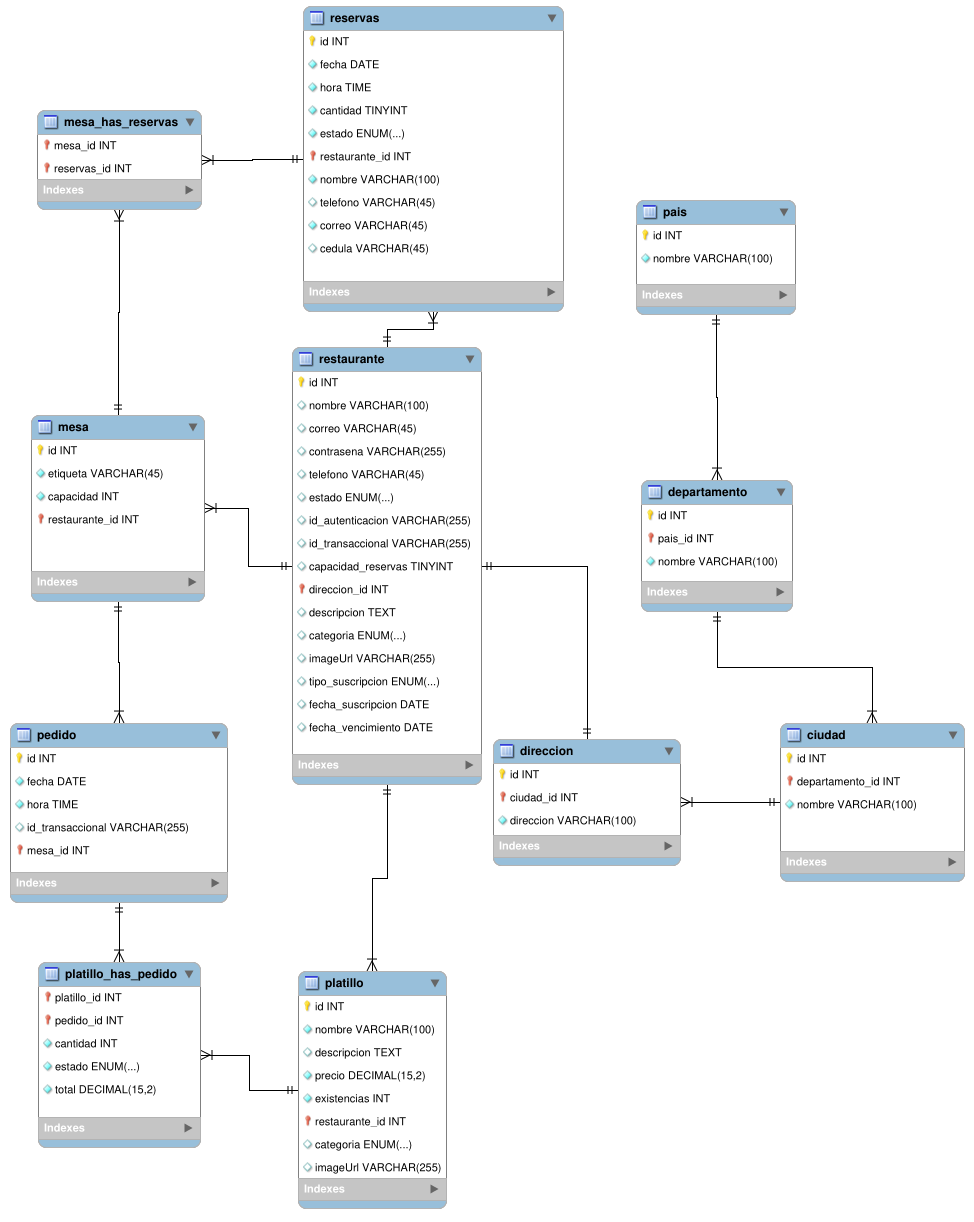 reservas
id INT
fecha DATE
hora TIME
cantidad TINYINT
estado ENUM(...)
restaurante_id INT
nombre VARCHAR(100)
telefono VARCHAR(45)
correo VARCHAR(45)
cedula VARCHAR(45)
Indexes
mesa_has_reservas
mesa_id INT
reservas_id INT
Indexes
pais
id INT
nombre VARCHAR(100)
Indexes
restaurante
id INT
nombre VARCHAR(100)
correo VARCHAR(45)
contrasena VARCHAR(255)
telefono VARCHAR(45)
estado ENUM(...)
id_autenticacion VARCHAR(255)
id_transaccional VARCHAR(255)
capacidad_reservas TINYINT
direccion_id INT
descripcion TEXT
categoria ENUM(...)
imageUrl VARCHAR(255)
tipo_suscripcion ENUM(...)
fecha_suscripcion DATE
fecha_vencimiento DATE
Indexes
mesa
id INT
etiqueta VARCHAR(45)
capacidad INT
restaurante_id INT
Indexes
departamento
id INT
pais_id INT
nombre VARCHAR(100)
Indexes
pedido
id INT
fecha DATE
hora TIME
id_transaccional VARCHAR(255)
mesa_id INT
Indexes
direccion
id INT
ciudad_id INT
direccion VARCHAR(100)
Indexes
ciudad
id INT
departamento_id INT
nombre VARCHAR(100)
Indexes
platillo_has_pedido
platillo_id INT
pedido_id INT
cantidad INT
estado ENUM(...)
total DECIMAL(15,2)
Indexes
platillo
id INT
nombre VARCHAR(100)
descripcion TEXT
precio DECIMAL(15,2)
existencias INT
restaurante_id INT
categoria ENUM(...)
imageUrl VARCHAR(255)
Indexes